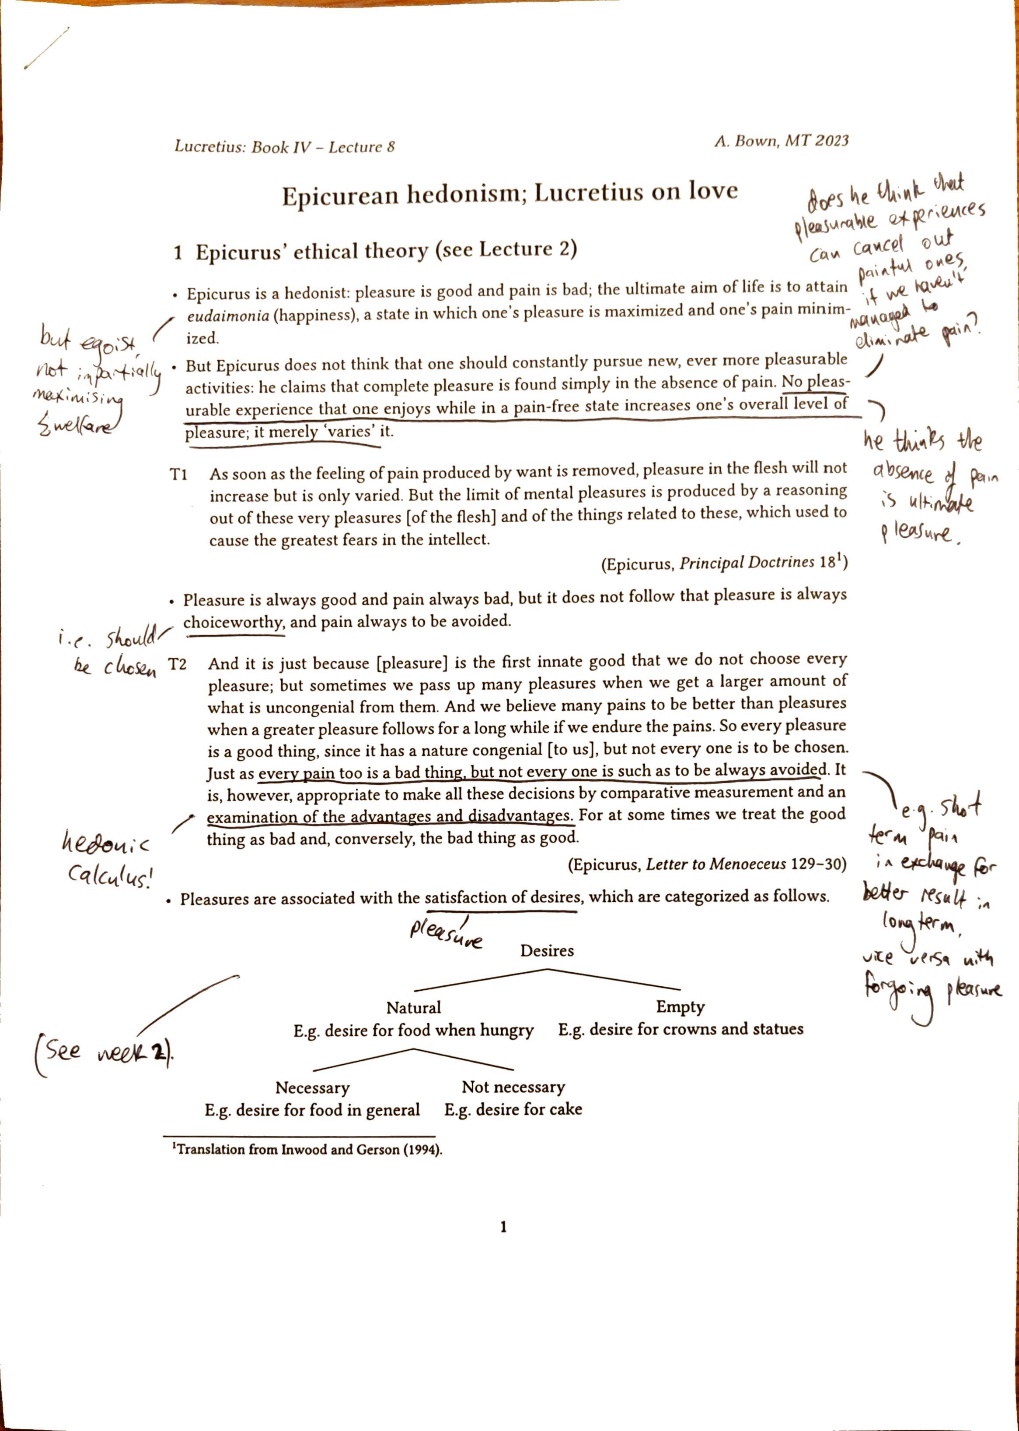 Lucretius: Book IV – Lecture 8
A. Bown, MT 2023
Epicurean hedonism; Lucretius on love
does he think that
pleasurable experiences
can cancel out
painful ones,
if we haven't
managed to
eliminate pain?
1 Epicurus' ethical theory (see Lecture 2)
• Epicurus is a hedonist: pleasure is good and pain is bad; the ultimate aim of life is to attain
eudaimonia (happiness), a state in which one's pleasure is maximized and one's pain minim-
ized.
but egoist,
not impartially
maximising
welfare
• But Epicurus does not think that one should constantly pursue new, ever more pleasurable
activities: he claims that complete pleasure is found simply in the absence of pain. No pleas-
urable experience that one enjoys while in a pain-free state increases one's overall level of
pleasure; it merely 'varies' it.
he thinks the
absence of pain
is ultimate
pleasure.
T1 As soon as the feeling of pain produced by want is removed, pleasure in the flesh will not
increase but is only varied. But the limit of mental pleasures is produced by a reasoning
out of these very pleasures [of the flesh] and of the things related to these, which used to
cause the greatest fears in the intellect.
(Epicurus, Principal Doctrines 18¹)
• Pleasure is always good and pain always bad, but it does not follow that pleasure is always
choiceworthy, and pain always to be avoided.
i.e. should
be chosen
T2 And it is just because [pleasure] is the first innate good that we do not choose every
pleasure; but sometimes we pass up many pleasures when we get a larger amount of
what is uncongenial from them. And we believe many pains to be better than pleasures
when a greater pleasure follows for a long while if we endure the pains. So every pleasure
is a good thing, since it has a nature congenial [to us], but not every one is to be chosen.
Just as every pain too is a bad thing, but not every one is such as to be always avoided. It
is, however, appropriate to make all these decisions by comparative measurement and an
examination of the advantages and disadvantages. For at some times we treat the good
thing as bad and, conversely, the bad thing as good.
(Epicurus, Letter to Menoeceus 129–30)
hedonic
calculus!
e.g. short
term pain
in exchange for
better result in
long term,
vice versa with
forgoing pleasure
• Pleasures are associated with the satisfaction of desires, which are categorized as follows.
pleasure
Desires
Natural
Empty
E.g. desire for food when hungry
E.g. desire for crowns and statues
(See week 2).
Necessary
Not necessary
E.g. desire for food in general
E.g. desire for cake
¹Translation from Inwood and Gerson (1994).
1